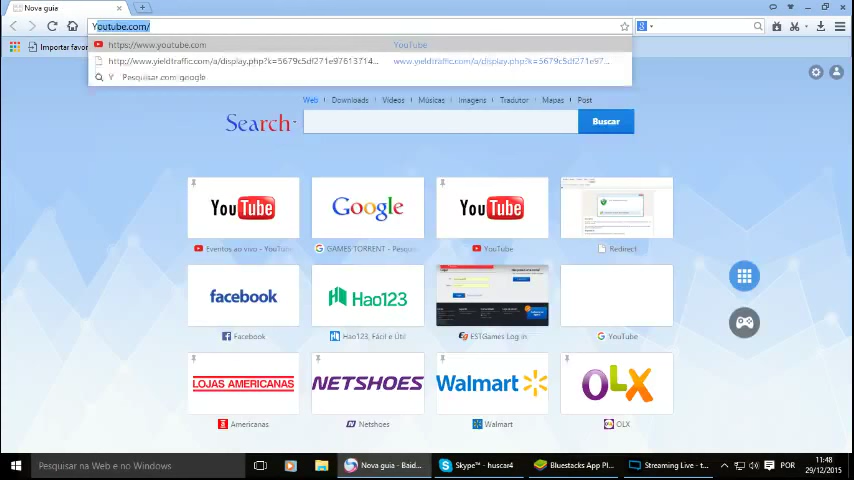 Nova guia
Youtube.com/
Importar favor
https://www.youtube.com YouTube
http://www.yieldtraffic.com/a/display.php?k=5679c5df271e97613714... www.yieldtraffic.com/a/display.php?k=5679c5df271e97...
Y Pesquisar com google
Web Downloads Vídeos Músicas Imagens Tradutor Mapas Post
Search Buscar
YouTube Google YouTube
Eventos ao vivo - YouTub GAMES TORRENT - Pesquis YouTube Redirect
facebook Hao123
Facebook Hao123, Fácil e Útil ESTGames Log in. YouTube
LOJAS AMERICANAS NETSHOES Walmart OLX
Americanas Netshoes Walmart OLX
Pesquisar na Web e no Windows Nova guia - Baid... Skype™ - huscar4 Bluestacks App Pl... Streaming Live - t... POR 11:48
29/12/2015